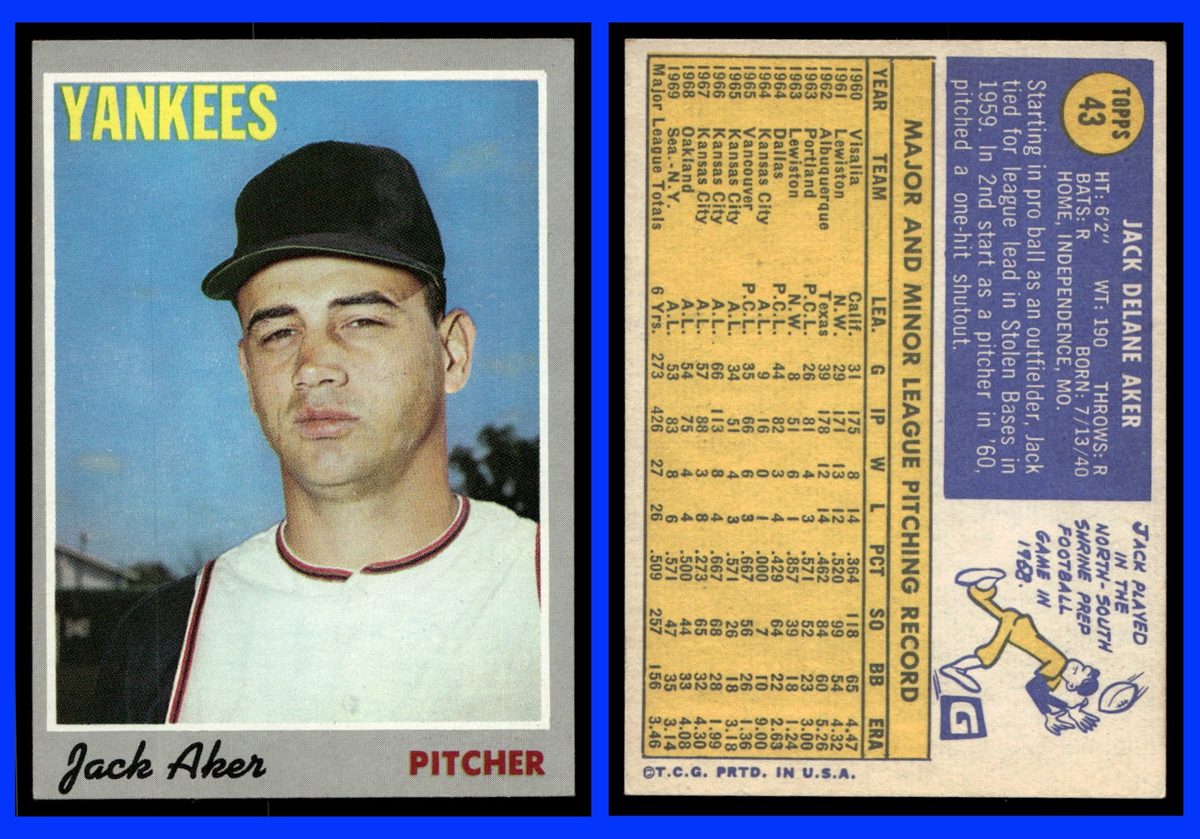 YANKEES
Jack Aker
PITCHER
TOPPS
43
JACK DELANE AKER
HT: 6'2" WT: 190 THROWS: R
BATS: R BORN: 7/13/40
HOME, INDEPENDENCE, MO.
Starting in pro ball as an outfielder, Jack
tied for league lead in Stolen Bases in
1959. In 2nd start as a pitcher in '60,
pitched a one-hit shutout.
JACK PLAYED
IN THE
NORTH-SOUTH
SHRINE PREP
FOOTBALL
GAME IN
1968.
G
MAJOR AND MINOR LEAGUE PITCHING RECORD
YEAR TEAM LEA. G IP W L PCT SO BB ERA
1960 Visalia Calif. 31 175 8 14 .364 118 65 4.47
1961 Lewiston N.W. 29 171 13 12 .520 99 54 4.32
1962 Albuquerque Texas 39 178 12 14 .462 84 60 5.26
1963 Portland P.C.L. 26 81 4 3 .571 52 23 3.00
1963 Lewiston N.W. 8 51 6 1 .857 39 18 1.24
1964 Dallas P.C.L. 44 82 3 4 .429 64 22 2.63
1964 Kansas City A.L. 9 16 0 1 .000 7 10 9.00
1965 Vancouver P.C.L. 35 66 6 3 .667 56 26 1.36
1965 Kansas City A.L. 34 51 4 3 .571 26 18 3.18
1966 Kansas City A.L. 66 113 8 4 .667 68 28 1.99
1967 Kansas City A.L. 57 88 3 8 .273 65 32 4.30
1968 Oakland A.L. 54 75 4 4 .500 44 33 4.08
1969 Sea.-N.Y. A.L. 53 83 8 6 .571 47 35 3.14
Major League Totals 6 Yrs. 273 426 27 26 .509 257 156 3.46
©T.C.G. PRTD. IN U.S.A.